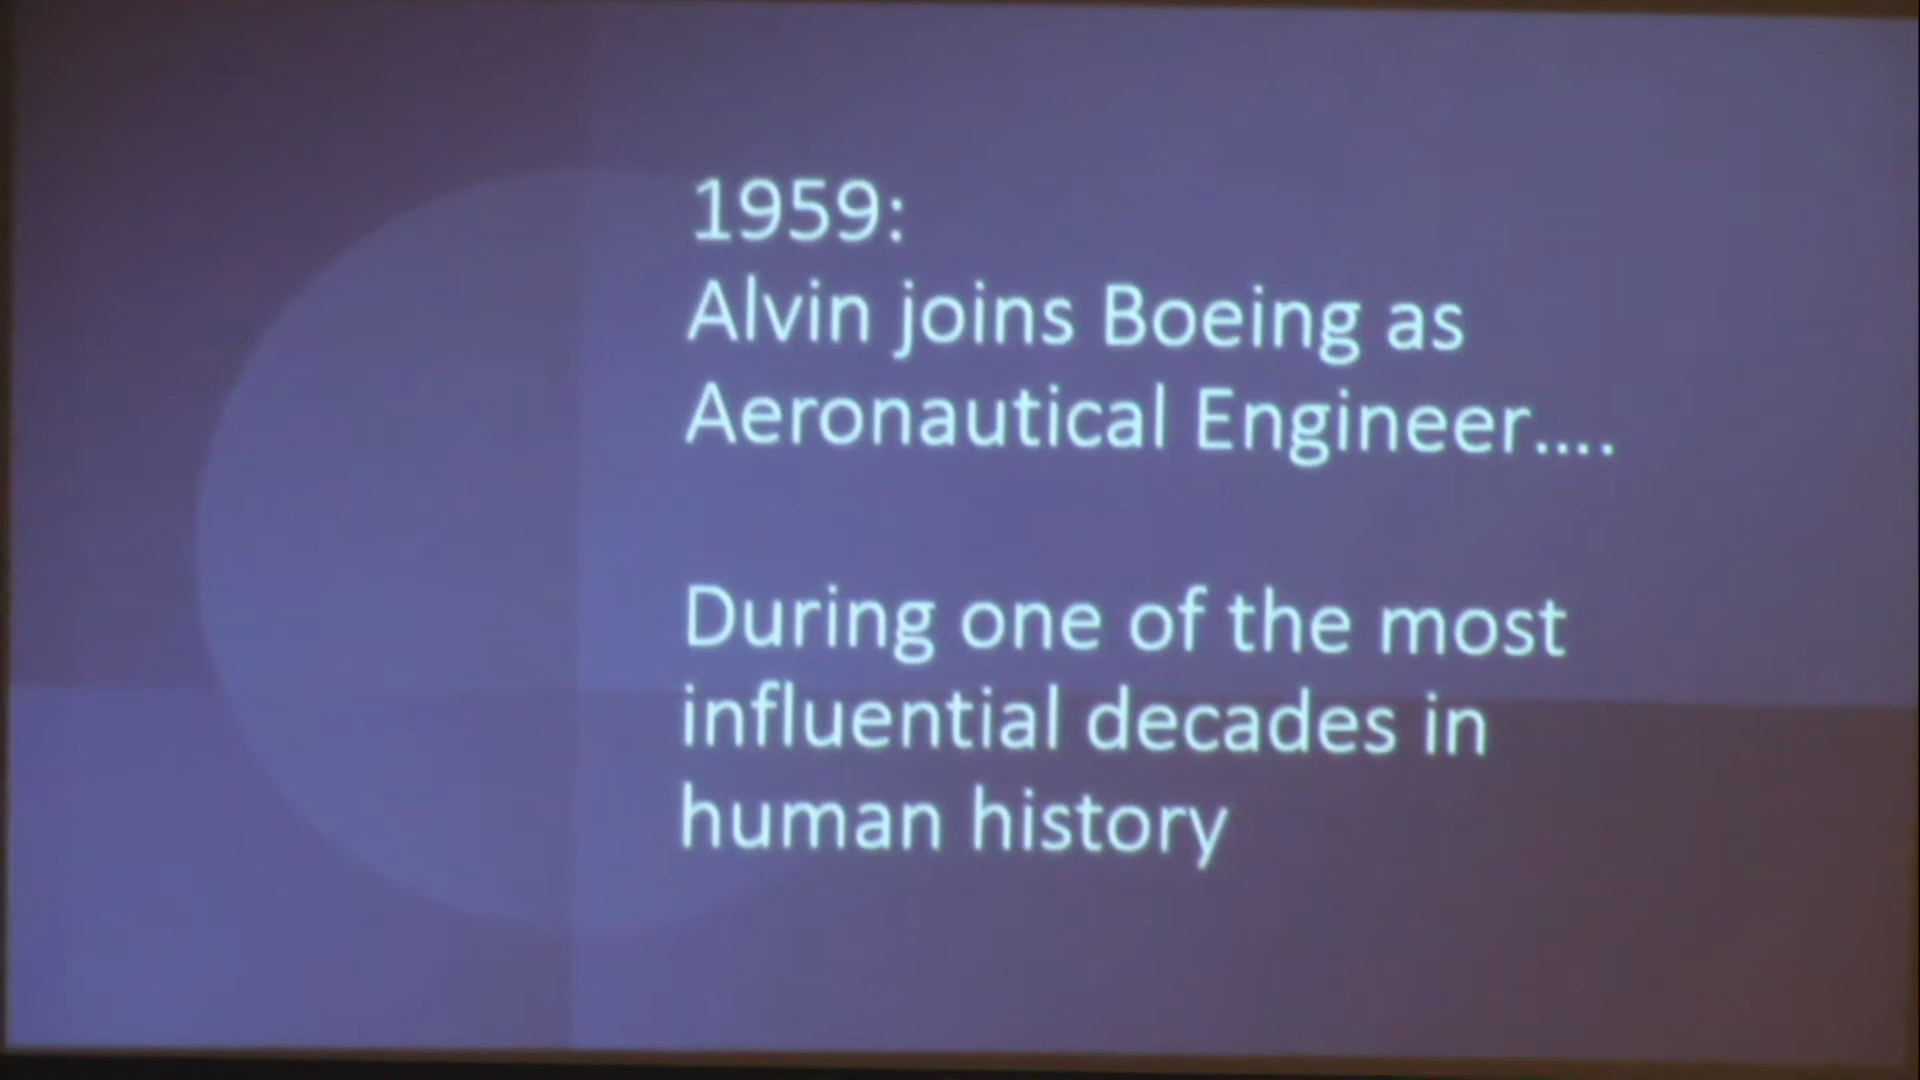 1959:
Alvin joins Boeing as
Aeronautical Engineer....
During one of the most
influential decades in
human history